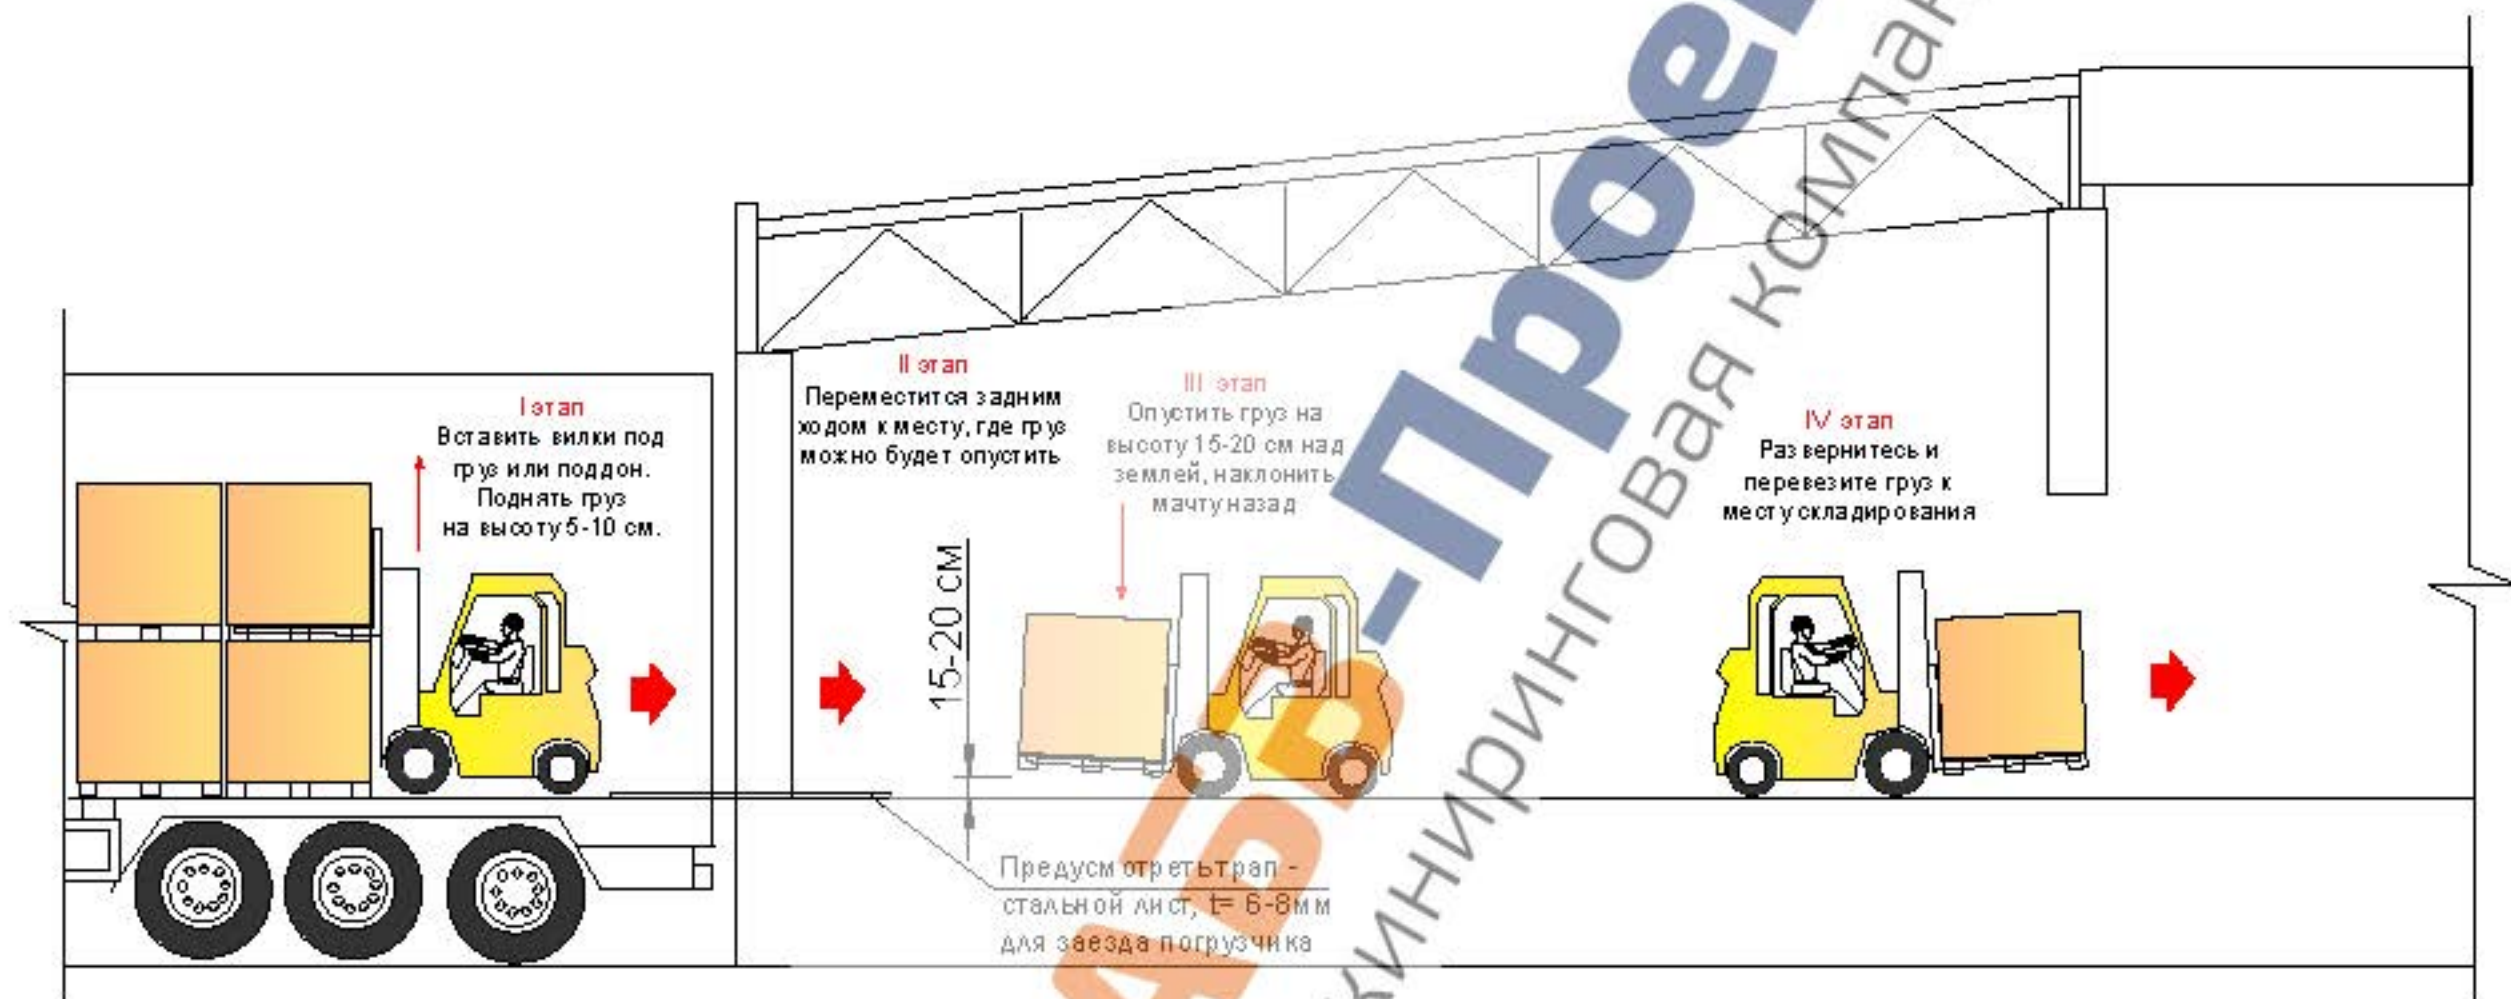 I этап
Вставить вилки под
груз или поддон.
Поднять груз
на высоту 5-10 см.
II этап
Переместится задним
ходом к месту, где груз
можно будет опустить
III этап
Опустить груз на
высоту 15-20 см над
землей, наклонить
мачту назад
IV этап
Развернитесь и
перевезите груз к
месту складирования
15-20 см
Предусмотреть трап -
стальной лист, t= 6-8мм
для заезда погрузчика